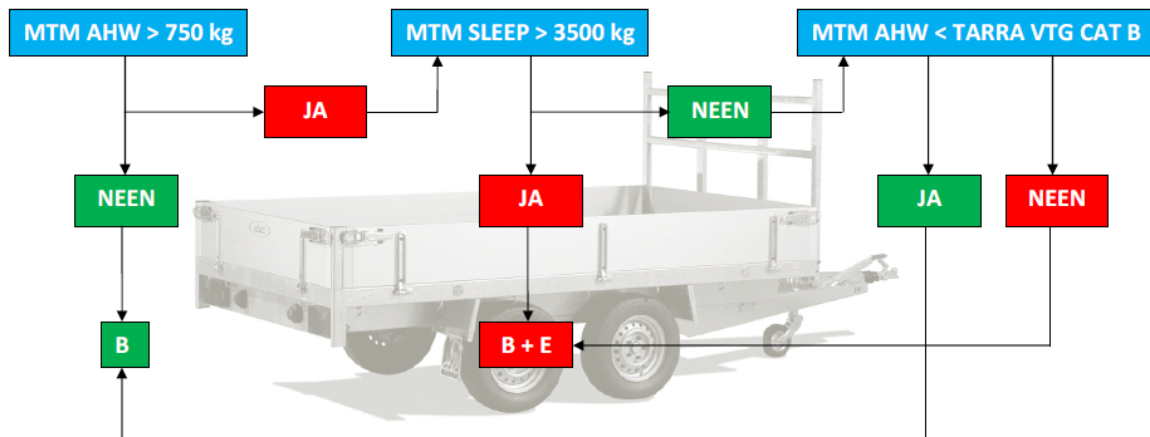 MTM AHW > 750 kg
MTM SLEEP > 3500 kg
MTM AHW < TARRA VTG CAT B
JA
NEEN
NEEN
JA
JA
NEEN
B
B + E